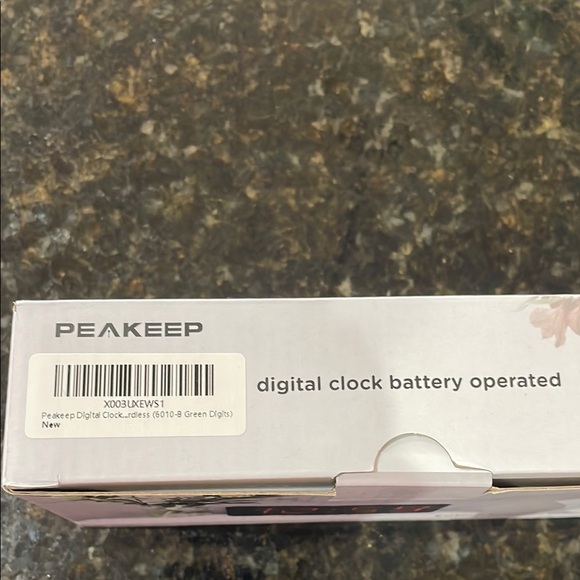 PEAKEEP
X003UXEWS1
Peakeep Digital Clock...rdless (6010-B Green Digits)
New
digital clock battery operated